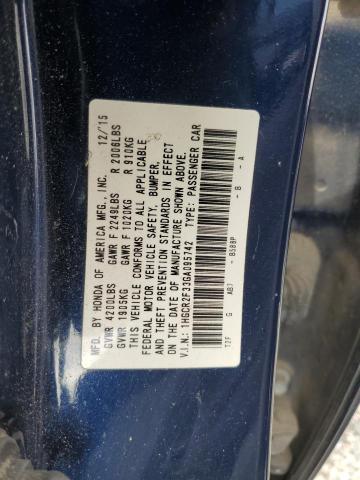 MFG. BY HONDA OF AMERICA MFG., INC. 12/15
GVWR 4200LBS GAWR F 2249LBS R 2006LBS
GVWR 1905KG GAWR F 1020KG R 910KG
THIS VEHICLE CONFORMS TO ALL APPLICABLE
FEDERAL MOTOR VEHICLE SAFETY, BUMPER,
AND THEFT PREVENTION STANDARDS IN EFFECT
ON THE DATE OF MANUFACTURE SHOWN ABOVE.
V.I.N.: 1HGCR2F33GA095742 TYPE: PASSENGER CAR
T2F G AB7 - B588P - B - A